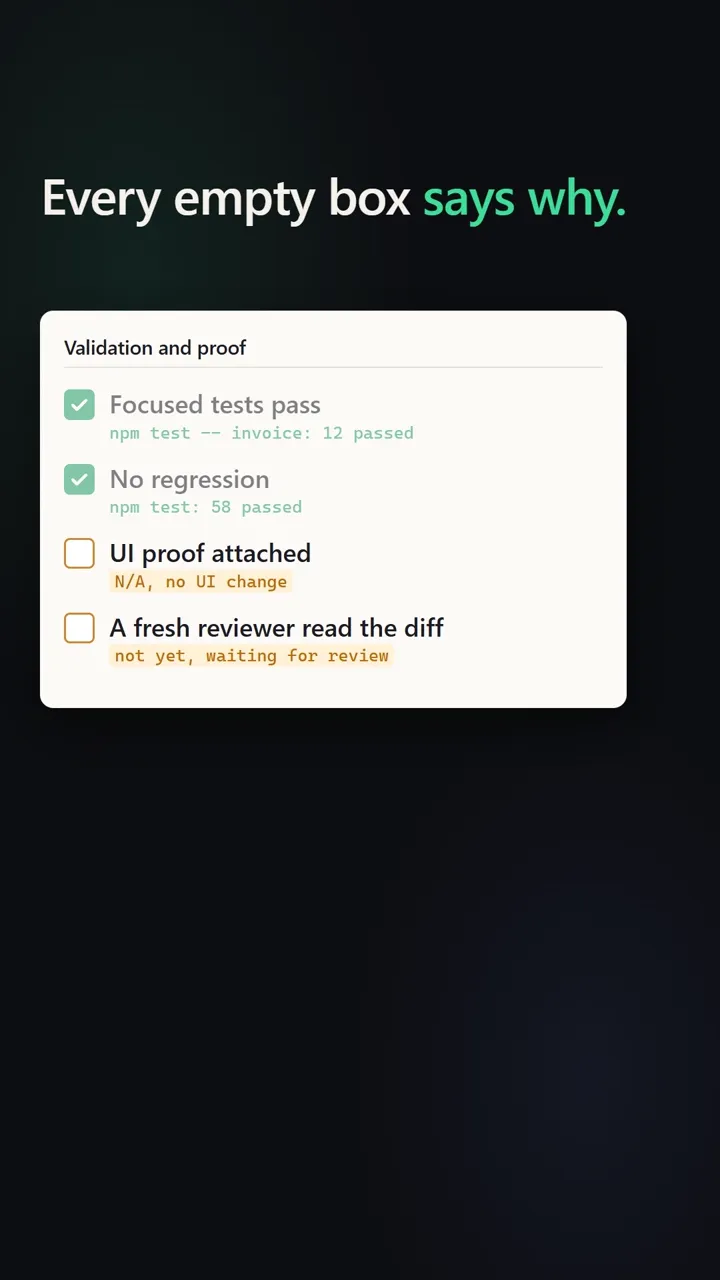 Every empty box says why.
Validation and proof
Focused tests pass
npm test -- invoice: 12 passed
No regression
npm test: 58 passed
UI proof attached
N/A, no UI change
A fresh reviewer read the diff
not yet, waiting for review